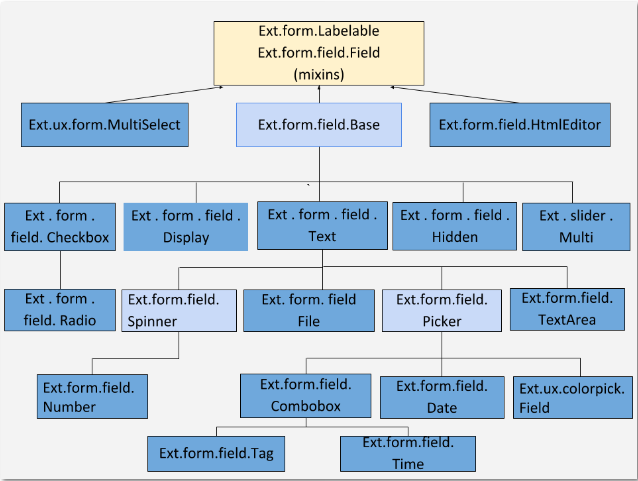 Ext.form.Labelable
Ext.form.field.Field
(mixins)
Ext.ux.form.MultiSelect
Ext.form.field.Base
Ext.form.field.HtmlEditor
Ext . form .
field. Checkbox
Ext . form . field .
Display
Ext . form . field .
Text
Ext . form . field .
Hidden
Ext . slider .
Multi
Ext . form .
field. Radio
Ext.form.field.
Spinner
Ext. form. field
File
Ext.form.field.
Picker
Ext.form.field.
TextArea
Ext.form.field.
Number
Ext.form.field.
Combobox
Ext.form.field.
Date
Ext.ux.colorpick.
Field
Ext.form.field.Tag
Ext.form.field.
Time